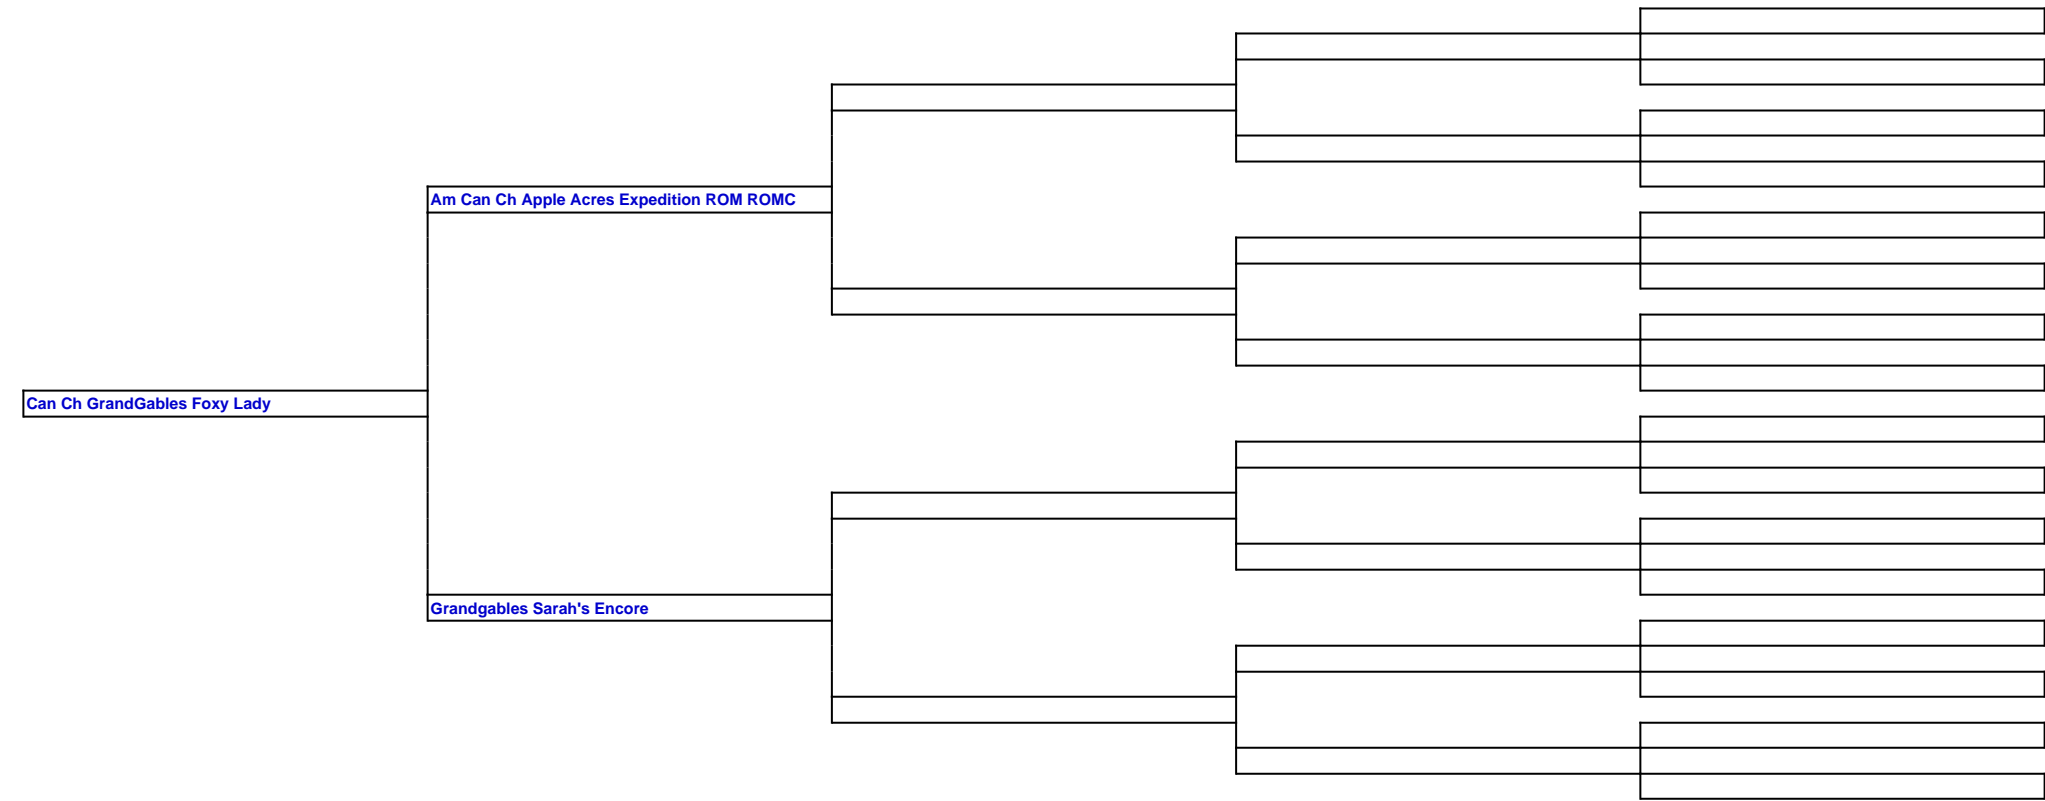 Am Can Ch Apple Acres Expedition ROM ROMC
Can Ch GrandGables Foxy Lady
Grandgables Sarah's Encore